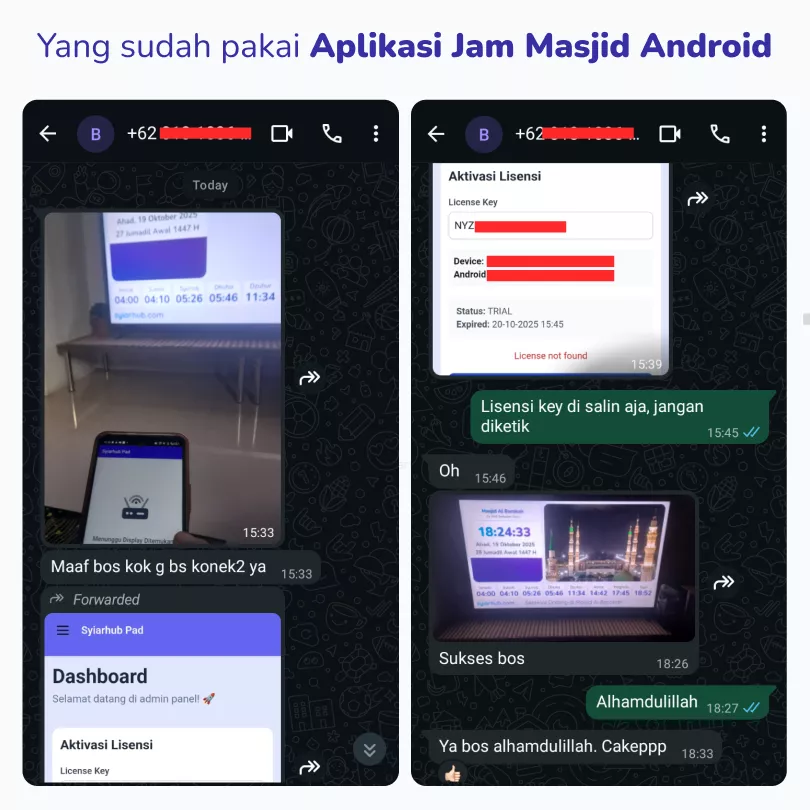 Yang sudah pakai Aplikasi Jam Masjid Android
B
+62
Today
Ahad, 19 Oktober 2025
27 Jumadil Awal 1447 H
04:00 04:10 05:26 05:46 11:34
syiarhub.com
Syiarhub Pad
Menunggu Display Ditemukan
15:33
Maaf bos kok g bs konek2 ya 15:33
Forwarded
Syiarhub Pad
Dashboard
Selamat datang di admin panel! 🚀
Aktivasi Lisensi
License Key
B
+62
Aktivasi Lisensi
License Key
NYZ
Device:
Android
Status: TRIAL
Expired: 20-10-2025 15:45
License not found
15:39
Lisensi key di salin aja, jangan
diketik 15:45
Oh 15:46
18:24:33
Ahad, 19 Oktober 2025
04:00 04:10 05:26 05:46 11:34 14:42 17:45 18:52
syiarhub.com
Sukses bos 18:26
Alhamdulillah 18:27
Ya bos alhamdulillah. Cakeppp 18:33
👍🏻